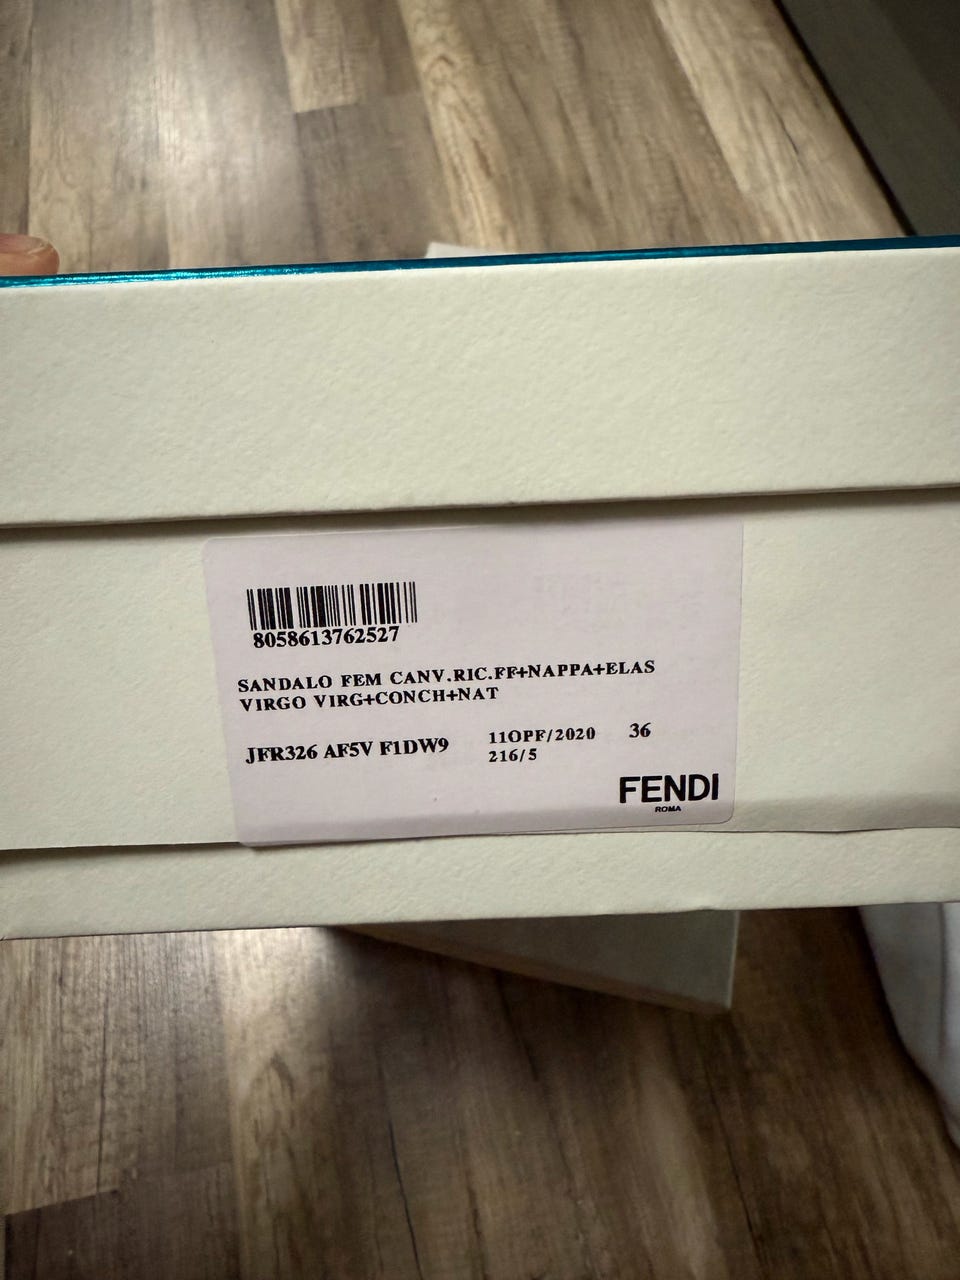 8058613762527
SANDALO FEM CANV.RIC.FF+NAPPA+ELAS
VIRGO VIRG+CONCH+NAT
JFR326 AF5V F1DW9
11OPF/2020 36
216/5
FENDI
ROMA